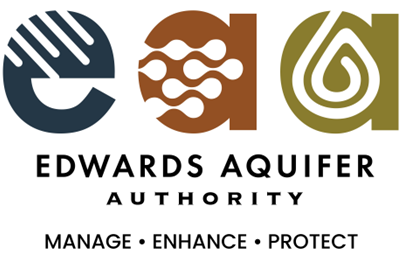 eaa
EDWARDS AQUIFER
AUTHORITY
MANAGE • ENHANCE • PROTECT